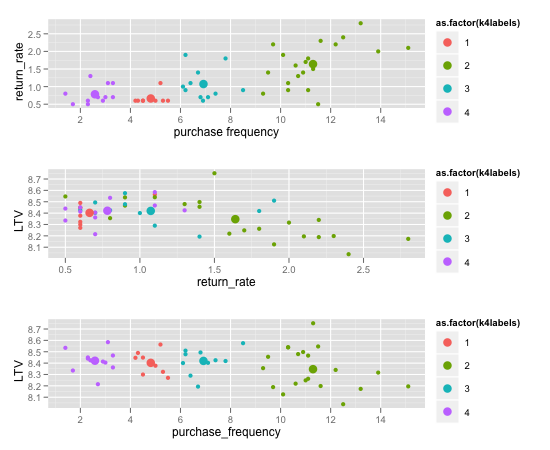 as.factor(k4labels)
return_rate
2.5
2.0
1.5
1.0
0.5
1
2
3
4
2 4 6 8 10 12 14
purchase frequency
as.factor(k4labels)
LTV
8.7
8.6
8.5
8.4
8.3
8.2
8.1
1
2
3
4
0.5 1.0 1.5 2.0 2.5
return_rate
as.factor(k4labels)
LTV
8.7
8.6
8.5
8.4
8.3
8.2
8.1
1
2
3
4
2 4 6 8 10 12 14
purchase_frequency